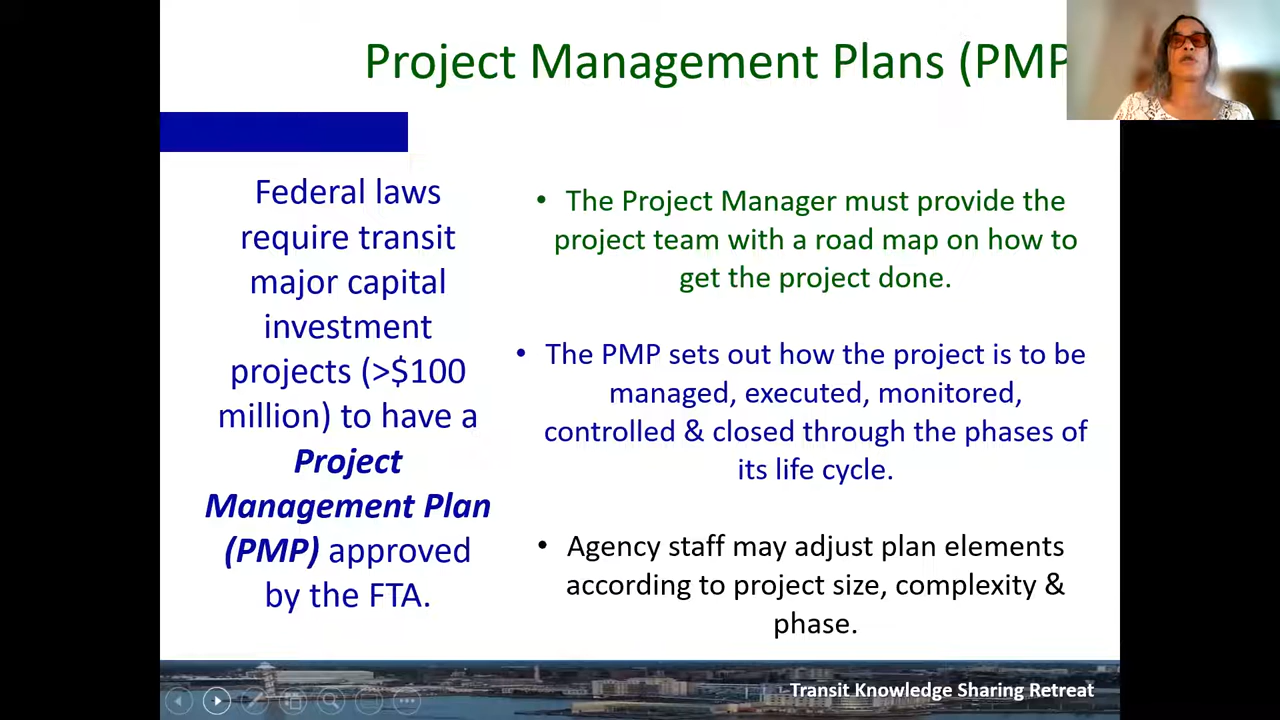 Project Management Plans (PMP
Federal laws
require transit
major capital
investment
projects (>$100
million) to have a
Project
Management Plan
(PMP) approved
by the FTA.
• The Project Manager must provide the
project team with a road map on how to
get the project done.
• The PMP sets out how the project is to be
managed, executed, monitored,
controlled & closed through the phases of
its life cycle.
• Agency staff may adjust plan elements
according to project size, complexity &
phase.
Transit Knowledge Sharing Retreat